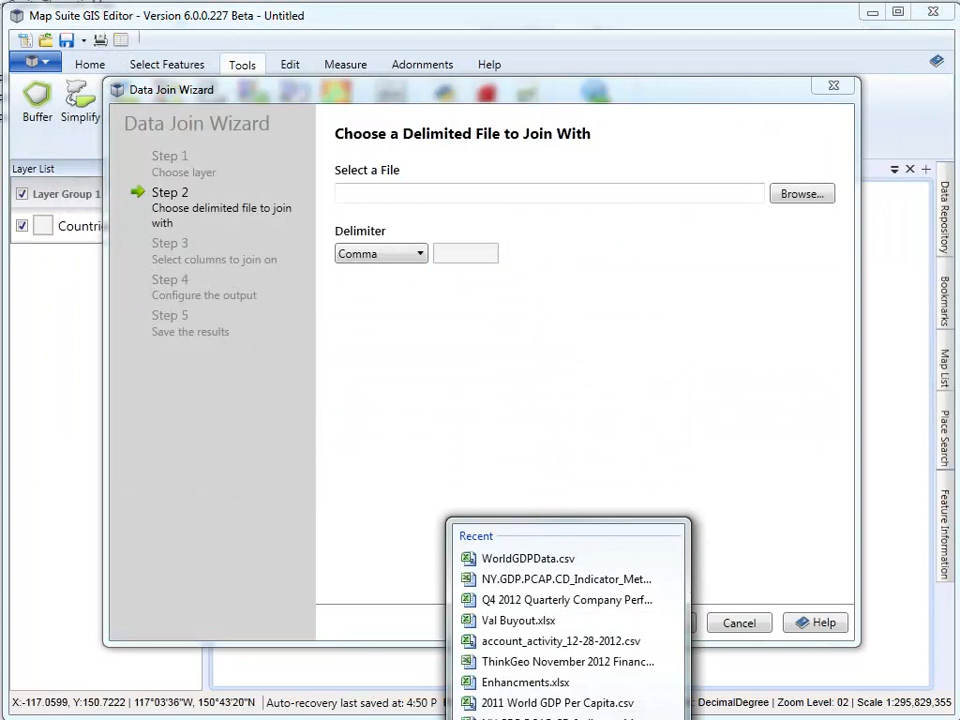 Map Suite GIS Editor - Version 6.0.0.227 Beta - Untitled
Home Select Features Tools Edit Measure Adornments Help
Data Join Wizard
Buffer Simplify
Data Join Wizard
Step 1
Choose layer
Step 2
Choose delimited file to join
with
Step 3
Select columns to join on
Step 4
Configure the output
Step 5
Save the results
Choose a Delimited File to Join With
Select a File
Browse...
Delimiter
Comma
Layer List
Layer Group 1
Countri
Data Repository
Bookmarks
Map List
Place Search
Feature Information
Recent
WorldGDPData.csv
NY.GDP.PCAP.CD_Indicator_Met...
Q4 2012 Quarterly Company Perf...
Val Buyout.xlsx
account_activity_12-28-2012.csv
ThinkGeo November 2012 Financ...
Enhancments.xlsx
2011 World GDP Per Capita.csv
Cancel Help
X:-117.0599, Y:150.7222 | 117°03'36"W, 150°43'20"N | Auto-recovery last saved at: 4:50 P
DecimalDegree | Zoom Level: 02 | Scale 1:295,829,355